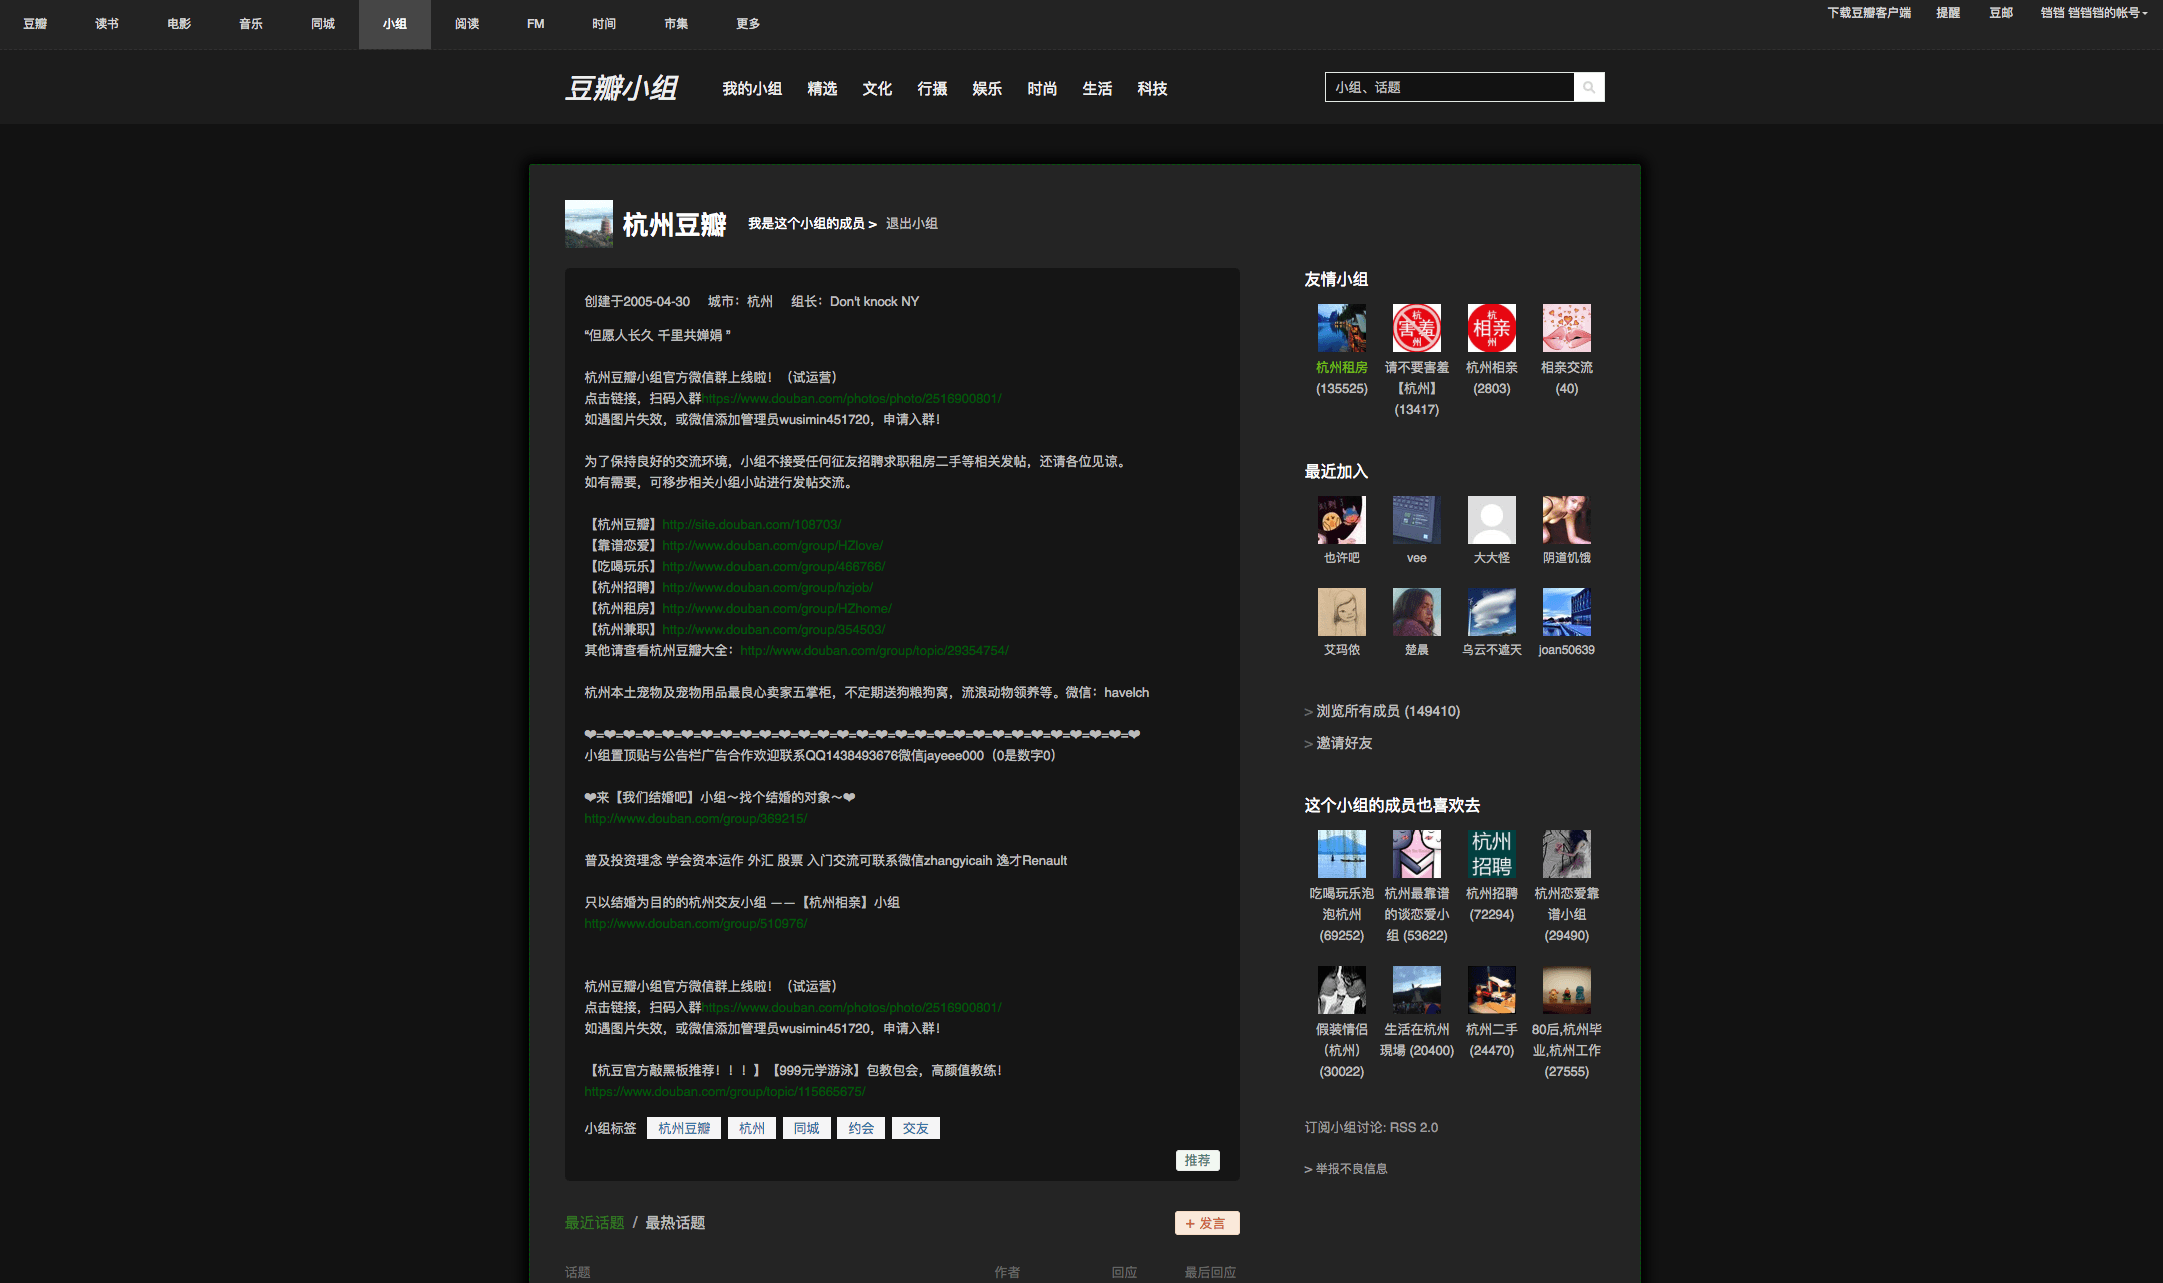 豆瓣 读书 电影 音乐 同城 小组 阅读 FM 时间 市集 更多 下载豆瓣客户端 提醒 豆邮 铛铛 铛铛铛的帐号
豆瓣小组 我的小组 精选 文化 行摄 娱乐 时尚 生活 科技 小组、话题
杭州豆瓣 我是这个小组的成员 > 退出小组
创建于2005-04-30 城市：杭州 组长：Don't knock NY
“但愿人长久 千里共婵娟 ”
杭州豆瓣小组官方微信群上线啦！（试运营）
点击链接，扫码入群https://www.douban.com/photos/photo/2516900801/
如遇图片失效，或微信添加管理员wusimin451720，申请入群！
为了保持良好的交流环境，小组不接受任何征友招聘求职租房二手等相关发帖，还请各位见谅。
如有需要，可移步相关小组小站进行发帖交流。
【杭州豆瓣】http://site.douban.com/108703/
【靠谱恋爱】http://www.douban.com/group/HZlove/
【吃喝玩乐】http://www.douban.com/group/466766/
【杭州招聘】http://www.douban.com/group/hzjob/
【杭州租房】http://www.douban.com/group/HZhome/
【杭州兼职】http://www.douban.com/group/354503/
其他请查看杭州豆瓣大全：http://www.douban.com/group/topic/29354754/
杭州本土宠物及宠物用品最良心卖家五掌柜，不定期送狗粮狗窝，流浪动物领养等。微信：havelch
❤=❤=❤=❤=❤=❤=❤=❤=❤=❤=❤=❤=❤=❤=❤=❤=❤=❤=❤=❤=❤=❤=❤=❤=❤=❤=❤=❤=❤
小组置顶贴与公告栏广告合作欢迎联系QQ1438493676微信jayeee000（0是数字0）
❤来【我们结婚吧】小组～找个结婚的对象～❤
http://www.douban.com/group/369215/
普及投资理念 学会资本运作 外汇 股票 入门交流可联系微信zhangyicaih 逸才Renault
只以结婚为目的的杭州交友小组 ——【杭州相亲】小组
http://www.douban.com/group/510976/
杭州豆瓣小组官方微信群上线啦！（试运营）
点击链接，扫码入群https://www.douban.com/photos/photo/2516900801/
如遇图片失效，或微信添加管理员wusimin451720，申请入群！
【杭豆官方敲黑板推荐！！！】【999元学游泳】包教包会，高颜值教练！
https://www.douban.com/group/topic/115665675/
小组标签 杭州豆瓣 杭州 同城 约会 交友
推荐
最近话题 / 最热话题
+ 发言
话题 作者 回应 最后回应
友情小组
杭 害羞 州
杭 相亲 州
杭州租房 (135525)
请不要害羞【杭州】 (13417)
杭州相亲 (2803)
相亲交流 (40)
最近加入
也许吧 vee 大大怪 阴道饥饿
艾玛侬 楚晨 乌云不遮天 joan50639
> 浏览所有成员 (149410)
> 邀请好友
这个小组的成员也喜欢去
杭州招聘
吃喝玩乐泡泡杭州 (69252)
杭州最靠谱的谈恋爱小组 (53622)
杭州招聘 (72294)
杭州恋爱靠谱小组 (29490)
假装情侣（杭州） (30022)
生活在杭州現場 (20400)
杭州二手 (24470)
80后,杭州毕业,杭州工作 (27555)
订阅小组讨论: RSS 2.0
> 举报不良信息